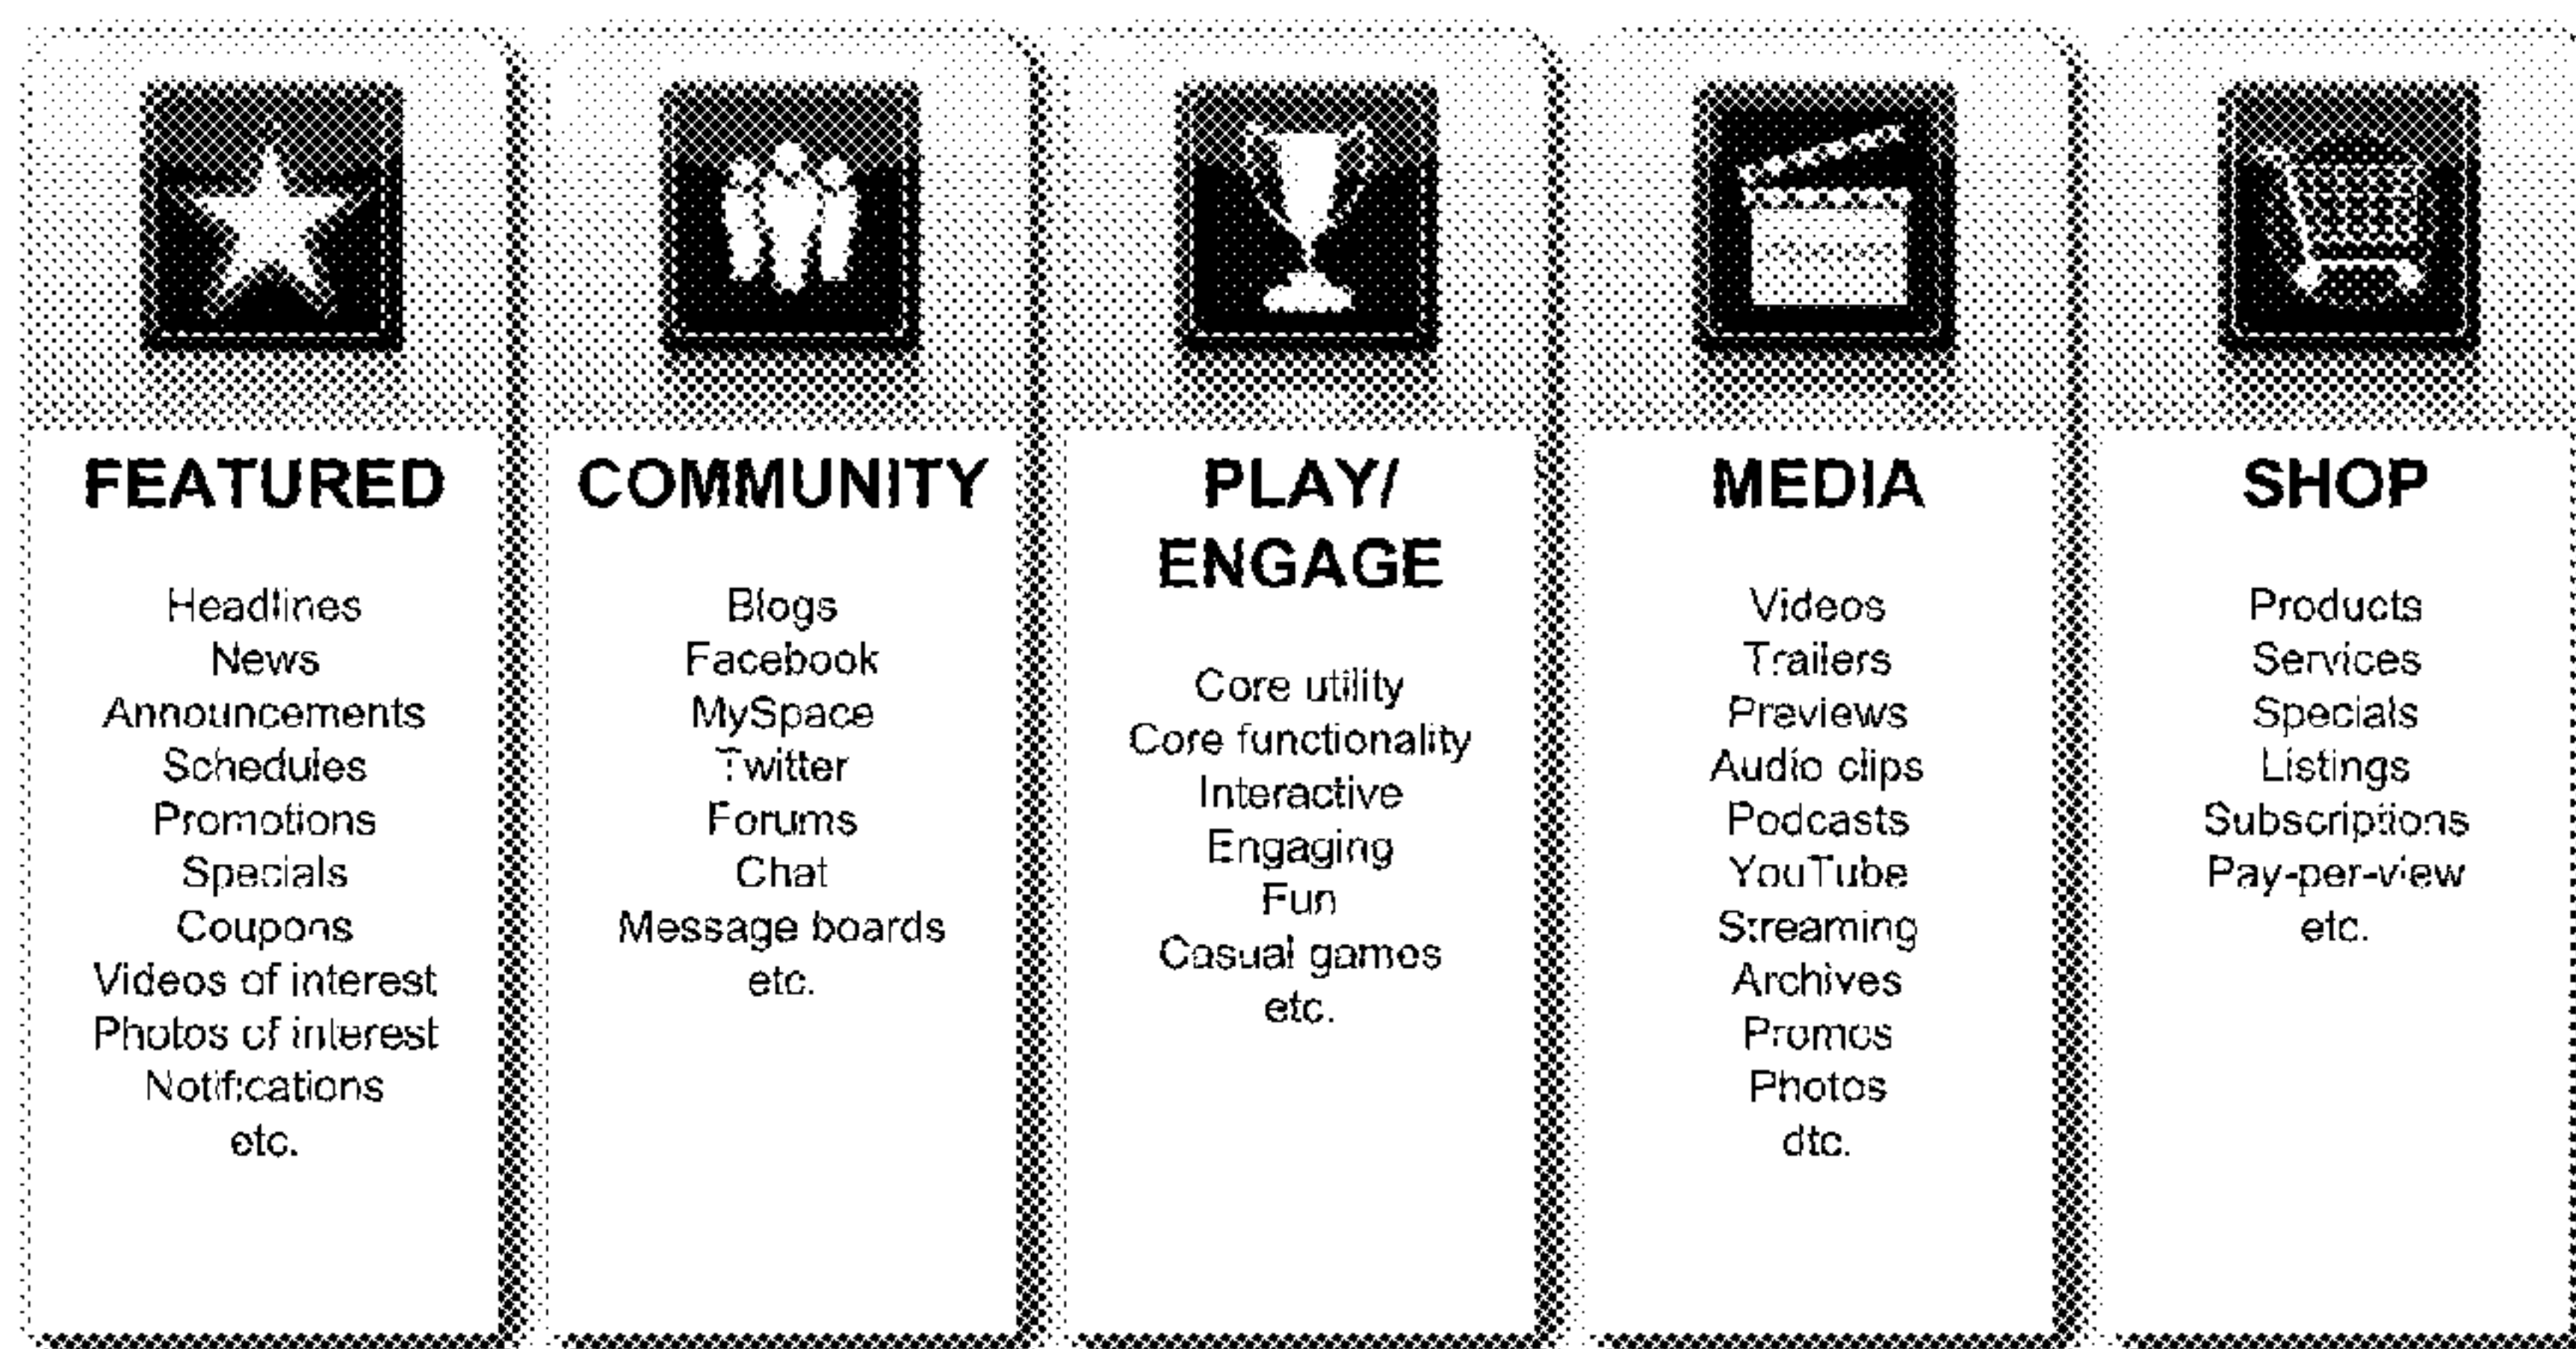 FEATURED
Headlines
News
Announcements
Schedules
Promotions
Specials
Coupons
Videos of interest
Photos of interest
Notifications
etc.
COMMUNITY
Blogs
Facebook
MySpace
Twitter
Forums
Chat
Message boards
etc.
PLAY/
ENGAGE
Core utility
Core functionality
Interactive
Engaging
Fun
Casual games
etc.
MEDIA
Videos
Trailers
Previews
Audio clips
Podcasts
YouTube
Streaming
Archives
Promos
Photos
dtc.
SHOP
Products
Services
Specials
Listings
Subscriptions
Pay-per-view
etc.